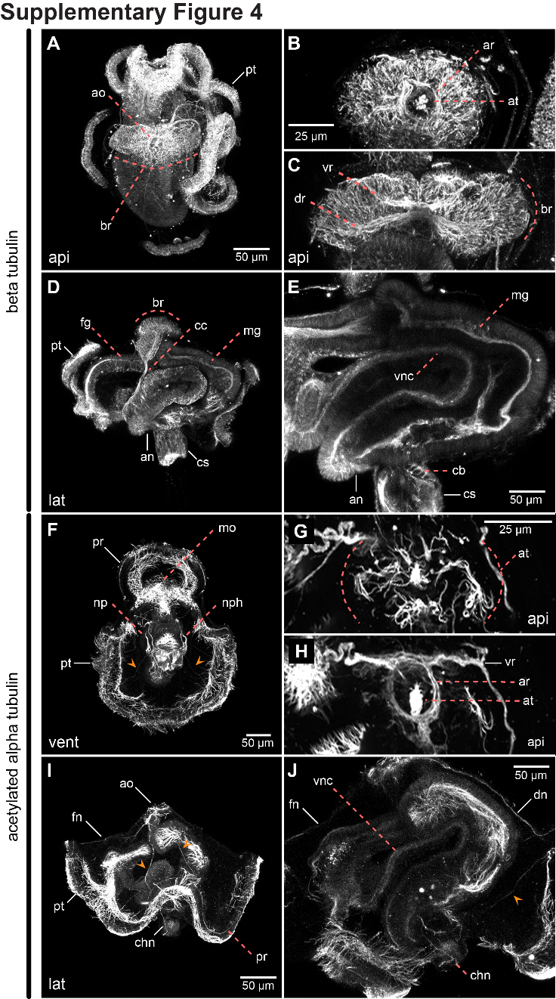 Supplementary Figure 4
beta tubulin
A
pt
ao
br
api
50 µm
B
ar
at
25 µm
C
vr
dr
br
api
D
br
fg
cc
pt
mg
an
cs
lat
E
mg
vnc
cb
an
cs
50 µm
acetylated alpha tubulin
F
mo
pr
np
nph
pt
vent
50 µm
G
25 µm
at
api
H
vr
ar
at
api
I
ao
fn
pt
chn
pr
lat
50 µm
J
50 µm
vnc
fn
dn
chn